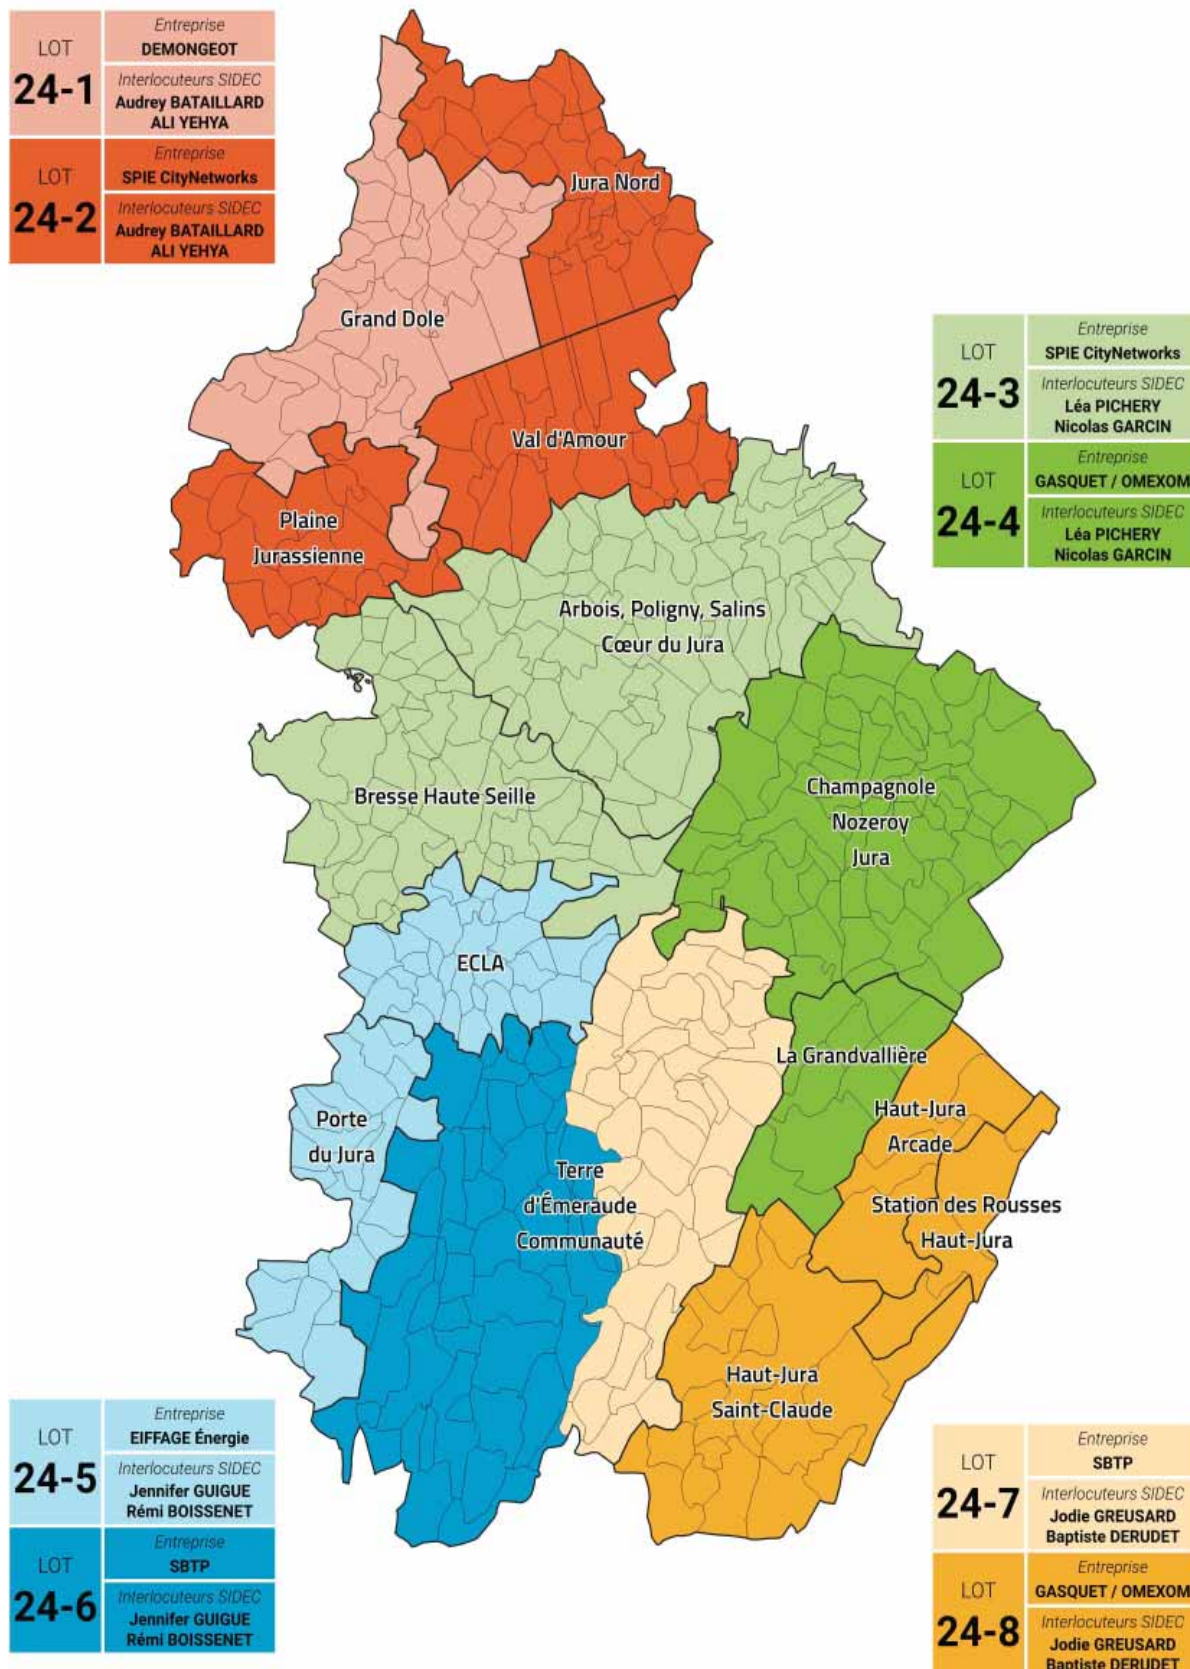 LOT
24-1
Entreprise
DEMONGEOT
Interlocuteurs SIDEC
Audrey BATAILLARD
ALI YEHYA
LOT
24-2
Entreprise
SPIE CityNetworks
Interlocuteurs SIDEC
Audrey BATAILLARD
ALI YEHYA
Jura Nord
Grand Dole
Val d'Amour
Plaine
Jurassienne
LOT
24-3
Entreprise
SPIE CityNetworks
Interlocuteurs SIDEC
Léa PICHERY
Nicolas GARCIN
LOT
24-4
Entreprise
GASQUET / OMEXOM
Interlocuteurs SIDEC
Léa PICHERY
Nicolas GARCIN
Arbois, Poligny, Salins
Cœur du Jura
Bresse Haute Seille
Champagnole
Nozeroy
Jura
ECLA
La Grandvallière
Porte
du Jura
Haut-Jura
Arcade
Terre
d'Émeraude
Communauté
Station des Rousses
Haut-Jura
Haut-Jura
Saint-Claude
LOT
24-5
Entreprise
EIFFAGE Énergie
Interlocuteurs SIDEC
Jennifer GUIGUE
Rémi BOISSENET
LOT
24-6
Entreprise
SBTP
Interlocuteurs SIDEC
Jennifer GUIGUE
Rémi BOISSENET
LOT
24-7
Entreprise
SBTP
Interlocuteurs SIDEC
Jodie GREUSARD
Baptiste DERUDET
LOT
24-8
Entreprise
GASQUET / OMEXOM
Interlocuteurs SIDEC
Jodie GREUSARD
Baptiste DERUDET